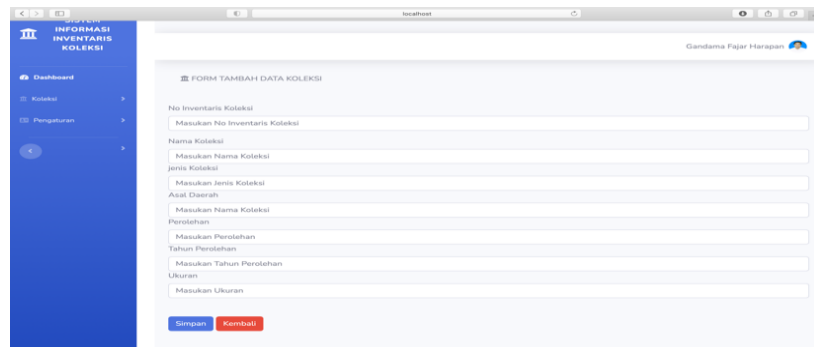 localhost
SISTEM
INFORMASI
INVENTARIS
KOLEKSI
Gandama Fajar Harapan
Dashboard
Koleksi
Pengaturan
FORM TAMBAH DATA KOLEKSI
No Inventaris Koleksi
Masukan No Inventaris Koleksi
Nama Koleksi
Masukan Nama Koleksi
jenis Koleksi
Masukan Jenis Koleksi
Asal Daerah
Masukan Nama Koleksi
Perolehan
Masukan Perolehan
Tahun Perolehan
Masukan Tahun Perolehan
Ukuran
Masukan Ukuran
Simpan Kembali